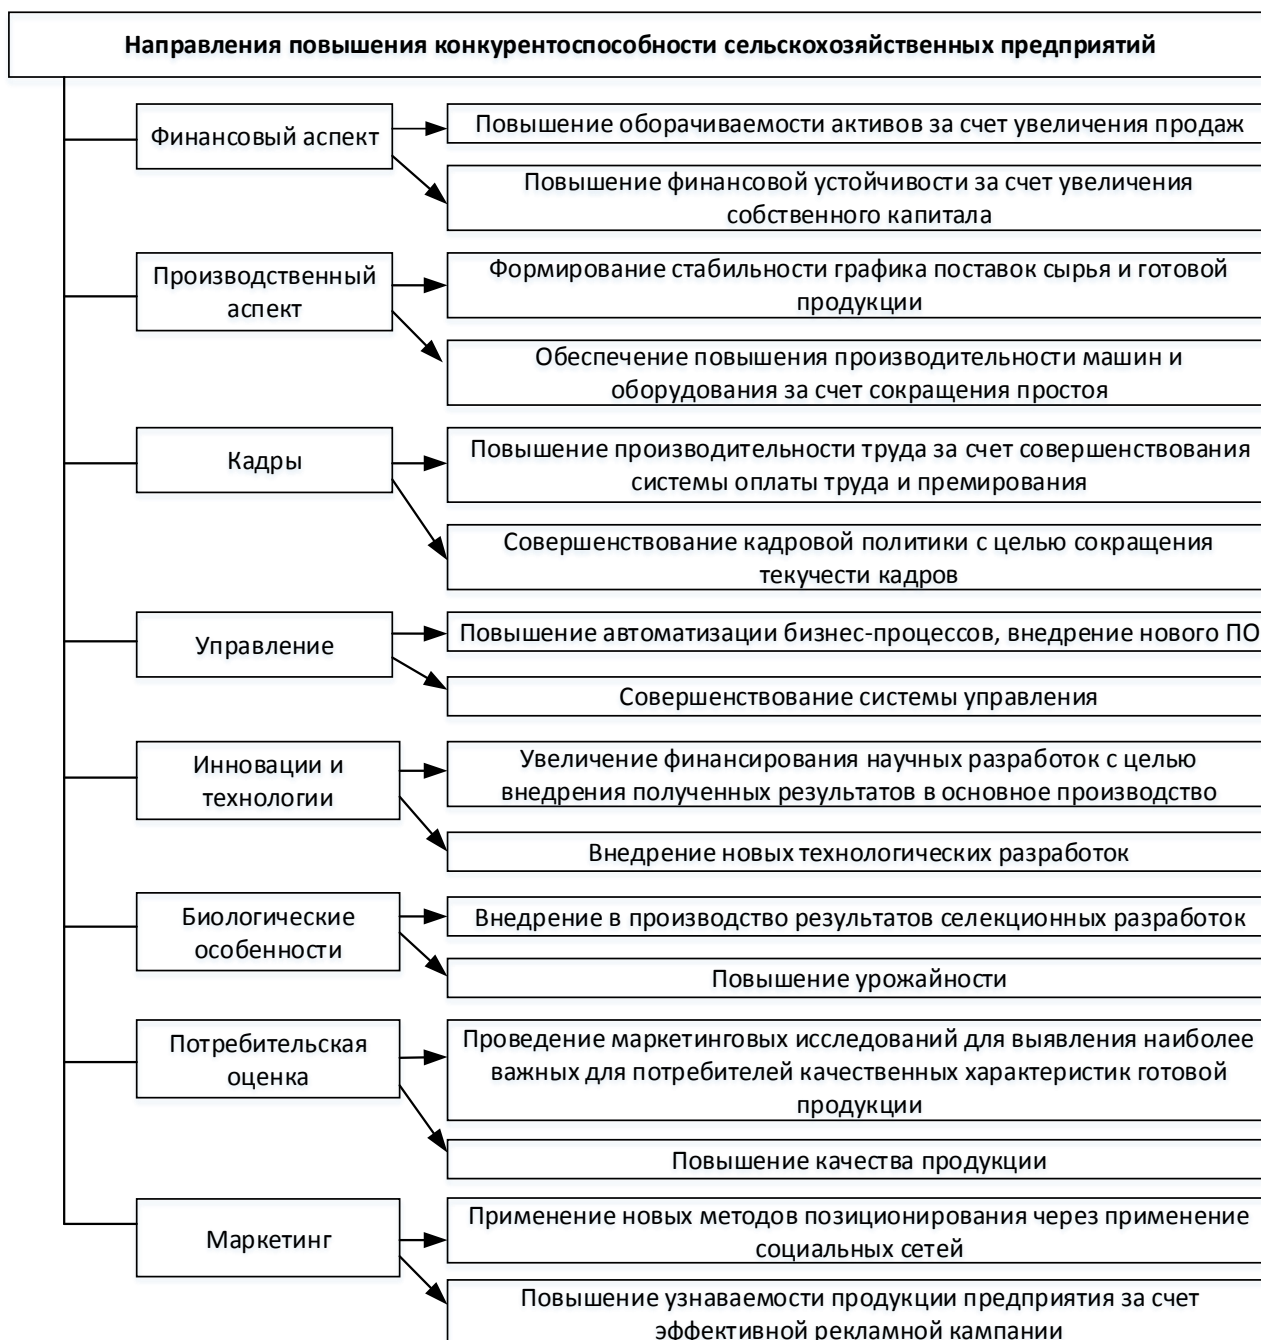 Направления повышения конкурентоспособности сельскохозяйственных предприятий
Финансовый аспект
Повышение оборачиваемости активов за счет увеличения продаж
Повышение финансовой устойчивости за счет увеличения
собственного капитала
Производственный
аспект
Формирование стабильности графика поставок сырья и готовой
продукции
Обеспечение повышения производительности машин и
оборудования за счет сокращения простоя
Кадры
Повышение производительности труда за счет совершенствования
системы оплаты труда и премирования
Совершенствование кадровой политики с целью сокращения
текучести кадров
Управление
Повышение автоматизации бизнес-процессов, внедрение нового ПО
Совершенствование системы управления
Инновации и
технологии
Увеличение финансирования научных разработок с целью
внедрения полученных результатов в основное производство
Внедрение новых технологических разработок
Биологические
особенности
Внедрение в производство результатов селекционных разработок
Повышение урожайности
Потребительская
оценка
Проведение маркетинговых исследований для выявления наиболее
важных для потребителей качественных характеристик готовой
продукции
Повышение качества продукции
Маркетинг
Применение новых методов позиционирования через применение
социальных сетей
Повышение узнаваемости продукции предприятия за счет
эффективной рекламной кампании